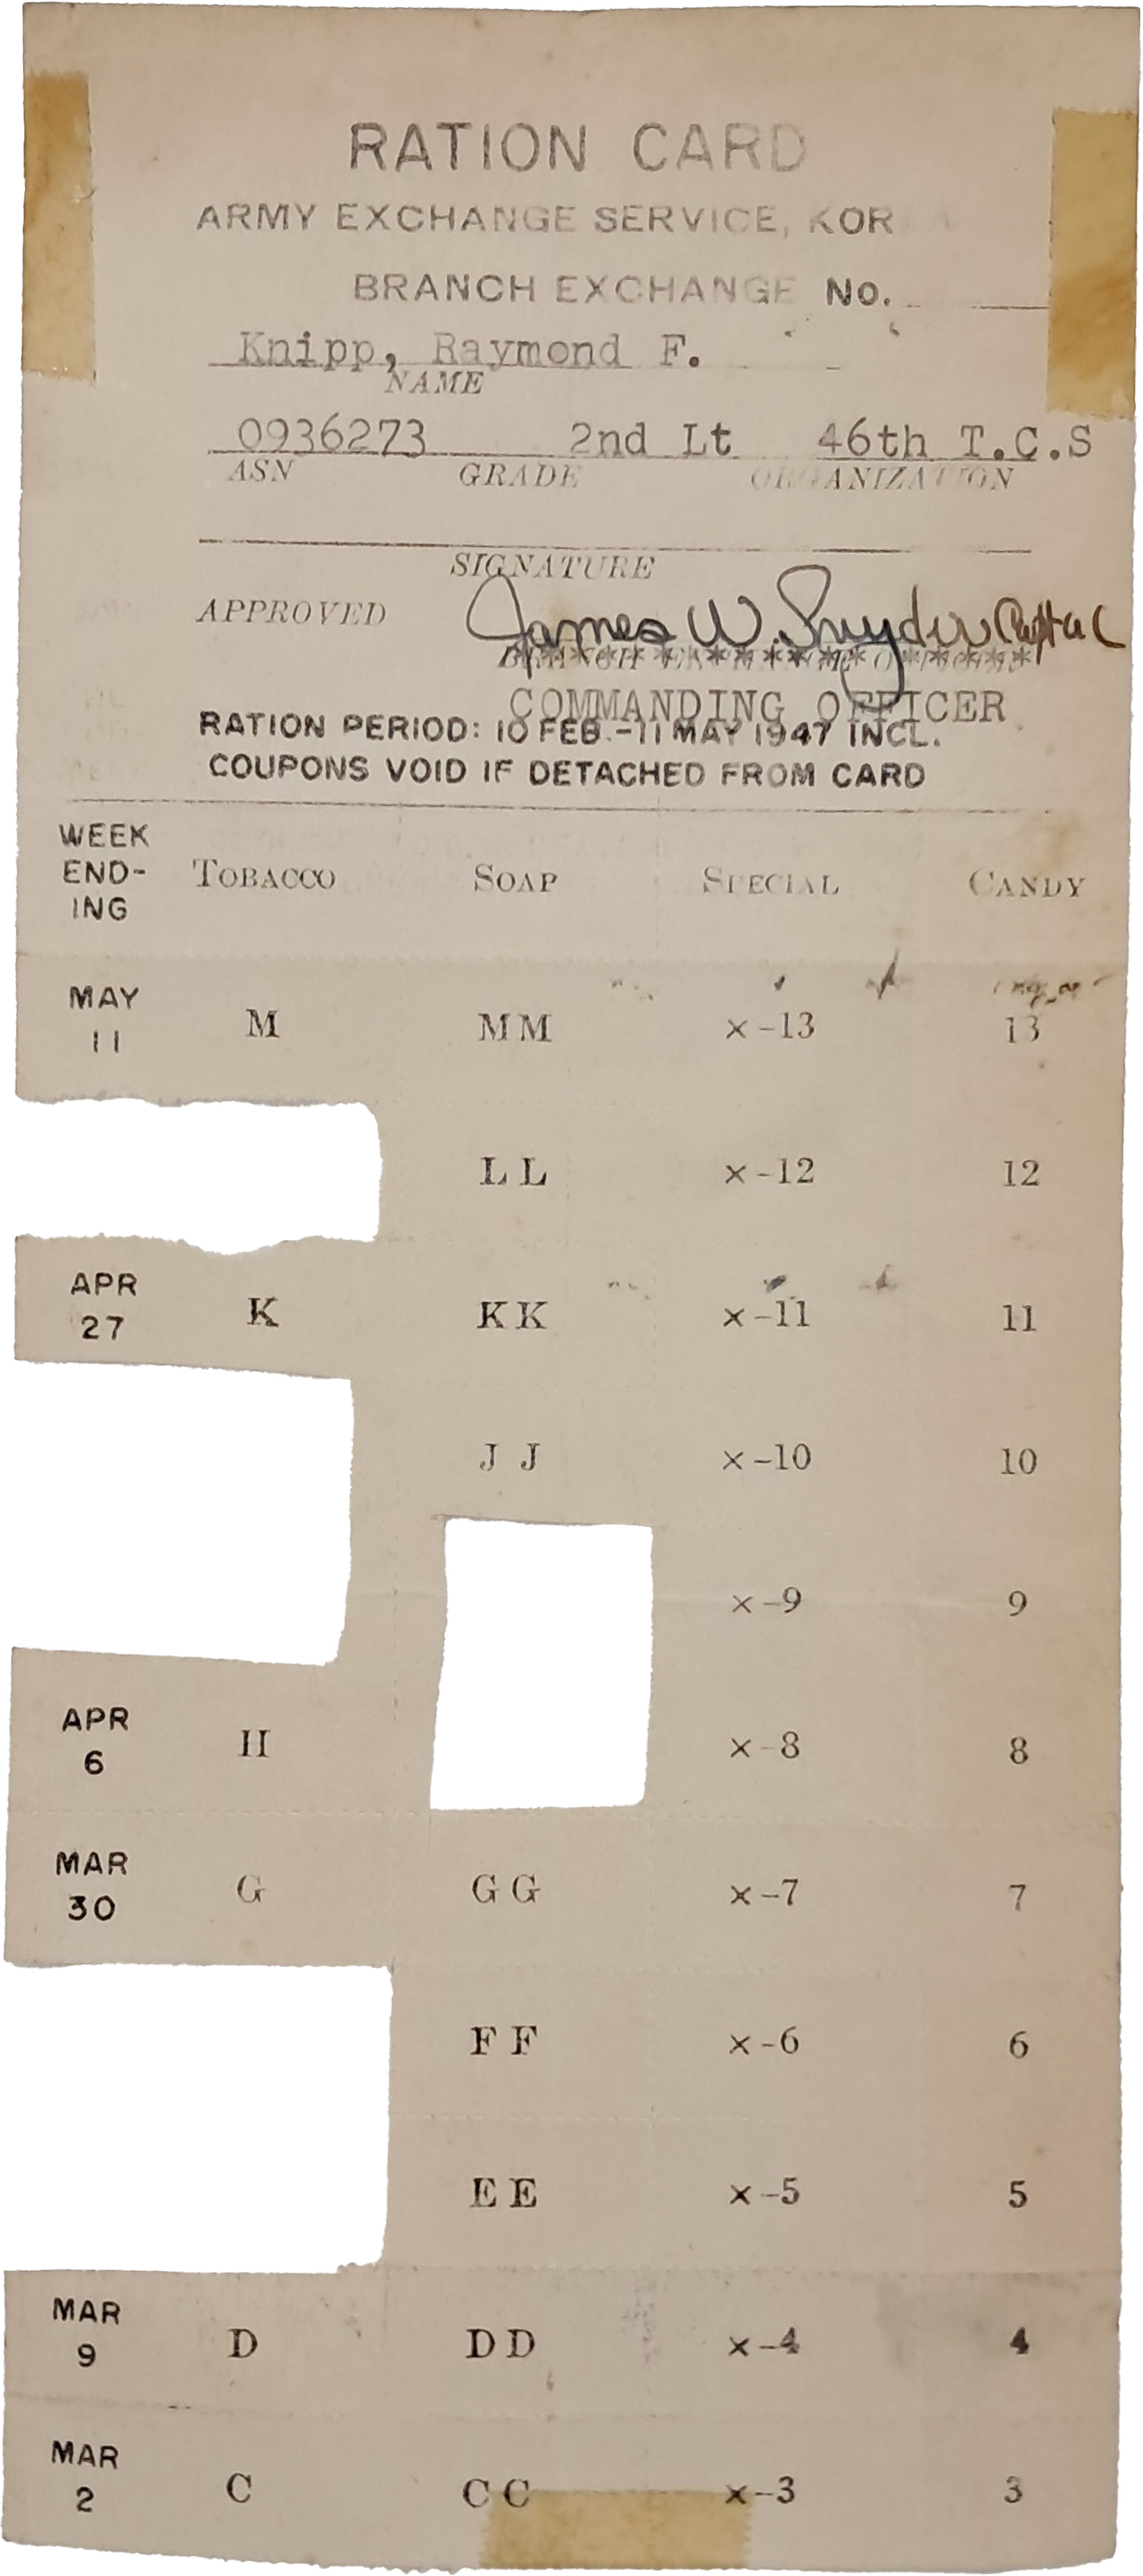 RATION CARD
ARMY EXCHANGE SERVICE, KOR
BRANCH EXCHANGE No.
Knipp, Raymond F.
NAME
0936273 2nd Lt 46th T.C.S
ASN GRADE ORGANIZATION
SIGNATURE
APPROVED James W. Snyder
COMMANDING OFFICER
RATION PERIOD: 10 FEB.-11 MAY 1947 INCL.
COUPONS VOID IF DETACHED FROM CARD
WEEK
END-
ING TOBACCO SOAP SPECIAL CANDY
MAY
11 M MM x-13 13
LL x-12 12
APR
27 K KK x-11 11
J J x-10 10
x-9 9
APR
6 H x-8 8
MAR
30 G GG x-7 7
FF x-6 6
EE x-5 5
MAR
9 D DD x-4 4
MAR
2 C CC x-3 3